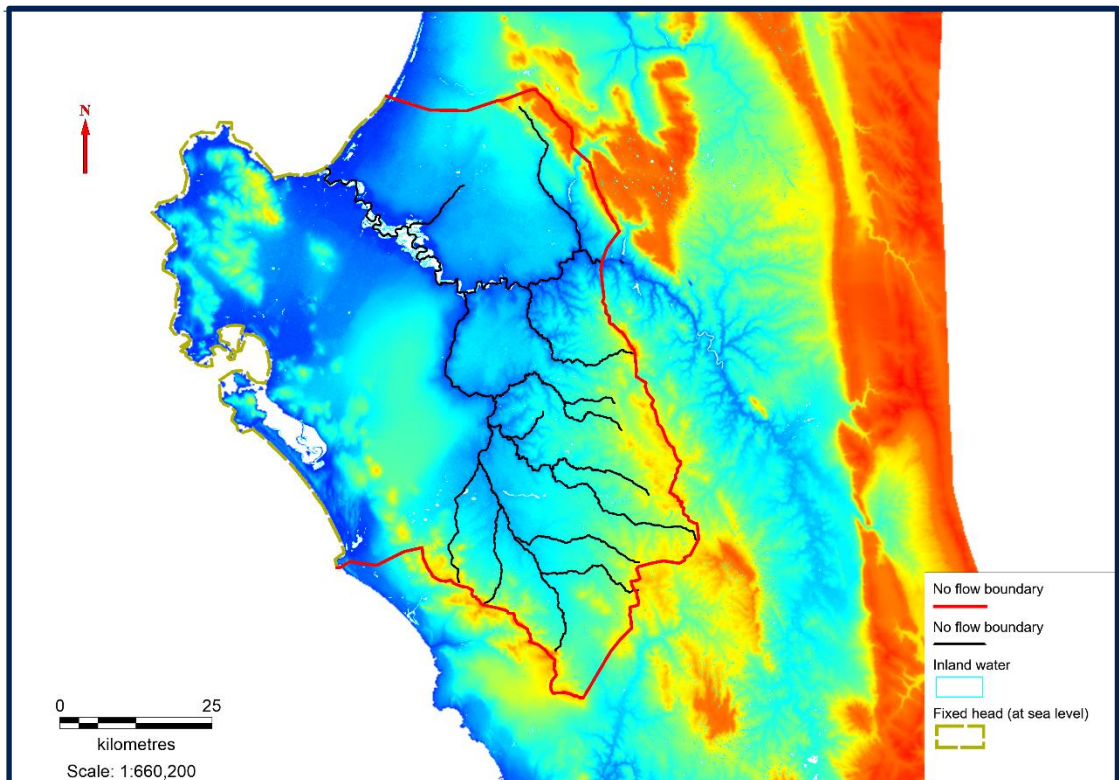 N
No flow boundary
No flow boundary
Inland water
Fixed head (at sea level)
0 25
kilometres
Scale: 1:660,200